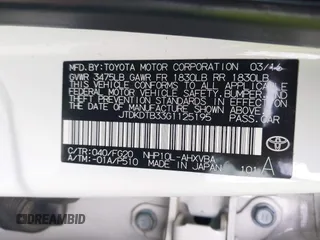 MFD. BY: TOYOTA MOTOR CORPORATION 03/16
GVWR 3475LB GAWR FR 1830LB RR 1830LB
THIS VEHICLE CONFORMS TO ALL APPLICABLE
FEDERAL MOTOR VEHICLE SAFETY, BUMPER, AND
THEFT PREVENTION STANDARDS IN EFFECT ON
THE DATE OF MANUFACTURE SHOWN ABOVE.
JTDKDTB33G1125195 PASS.CAR
C/TR: 040/FG20 NHP10L-AHXVBA
A/TM: -01A/P510 MADE IN JAPAN 101 A
TOYOTA
DREAMBID